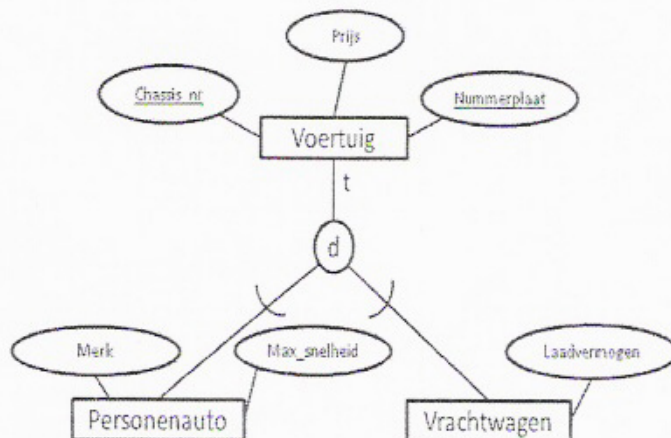 Prijs
Chassis_nr
Nummerplaat
Voertuig
t
d
Merk
Max_snelheid
Laadvermogen
Personenauto
Vrachtwagen